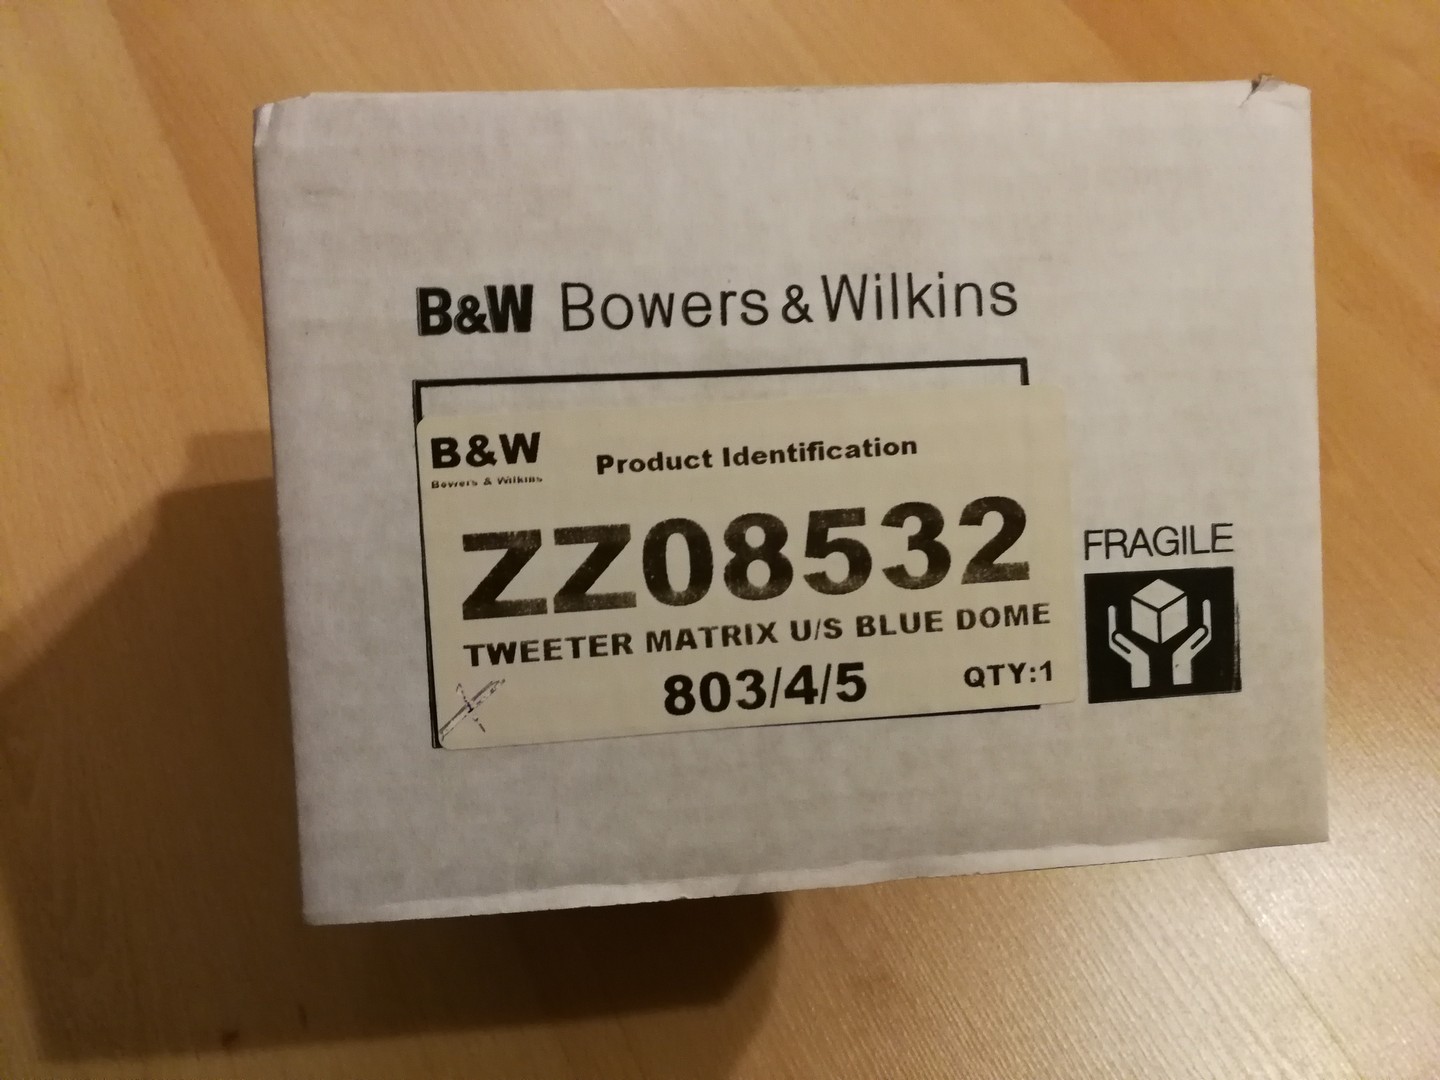 B&W Bowers & Wilkins
B&W
Bowers & Wilkins
Product Identification
ZZ08532
TWEETER MATRIX U/S BLUE DOME
803/4/5
QTY:1
FRAGILE